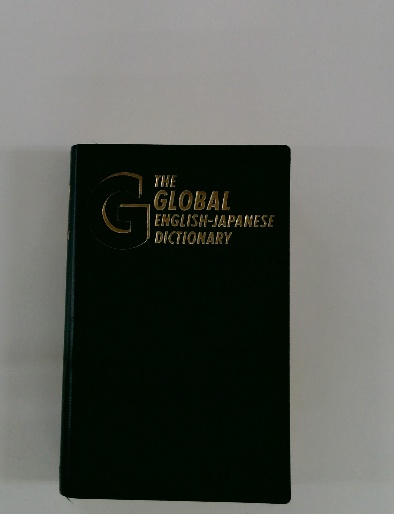 G
THE
GLOBAL
ENGLISH-JAPANESE
DICTIONARY